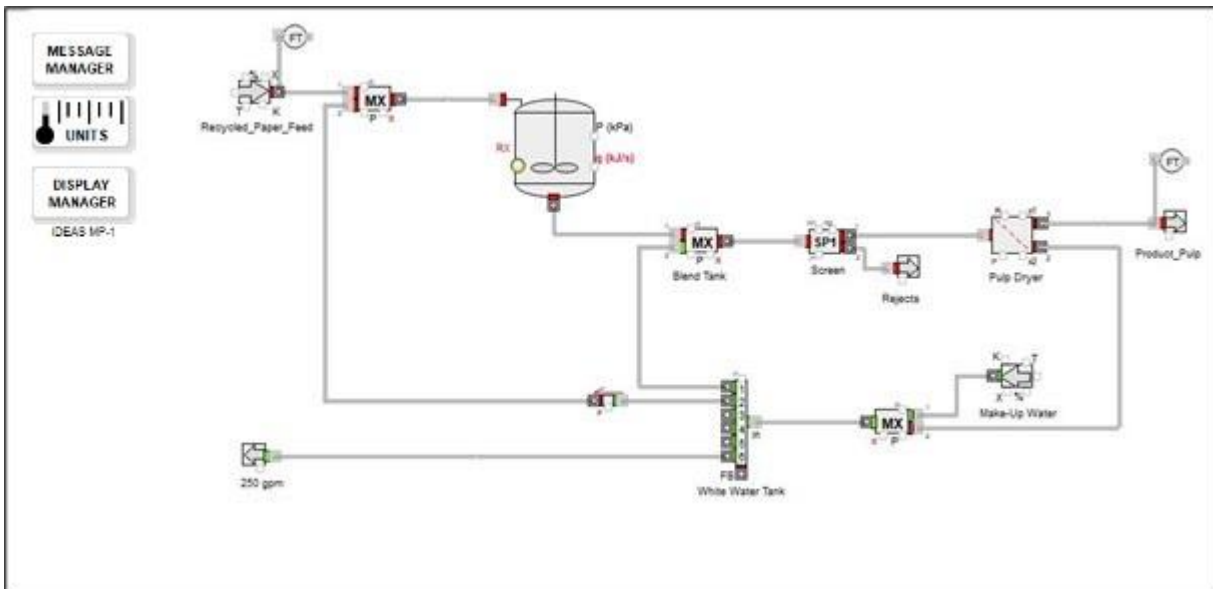 MESSAGE
MANAGER
UNITS
DISPLAY
MANAGER
IDEAS MP-1
FT
% X
T K
Recycled_Paper_Feed
MX
P
RX
P (kPa)
q (kJ/s)
MX
P
Blend Tank
SP1
Screen
Rejects
Pulp Dryer
FT
Product_Pulp
K T
X %
Make-Up Water
MX
P
250 gpm
FB
White Water Tank